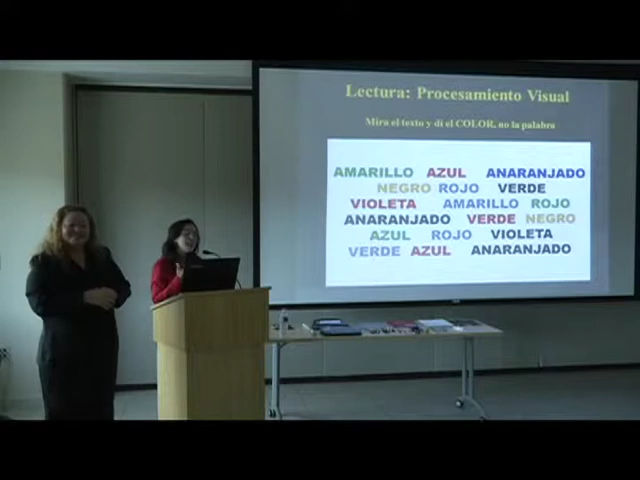 Lectura: Procesamiento Visual
Mira el texto y di el COLOR, no la palabra
AMARILLO AZUL ANARANJADO
NEGRO ROJO VERDE
VIOLETA AMARILLO ROJO
ANARANJADO VERDE NEGRO
AZUL ROJO VIOLETA
VERDE AZUL ANARANJADO